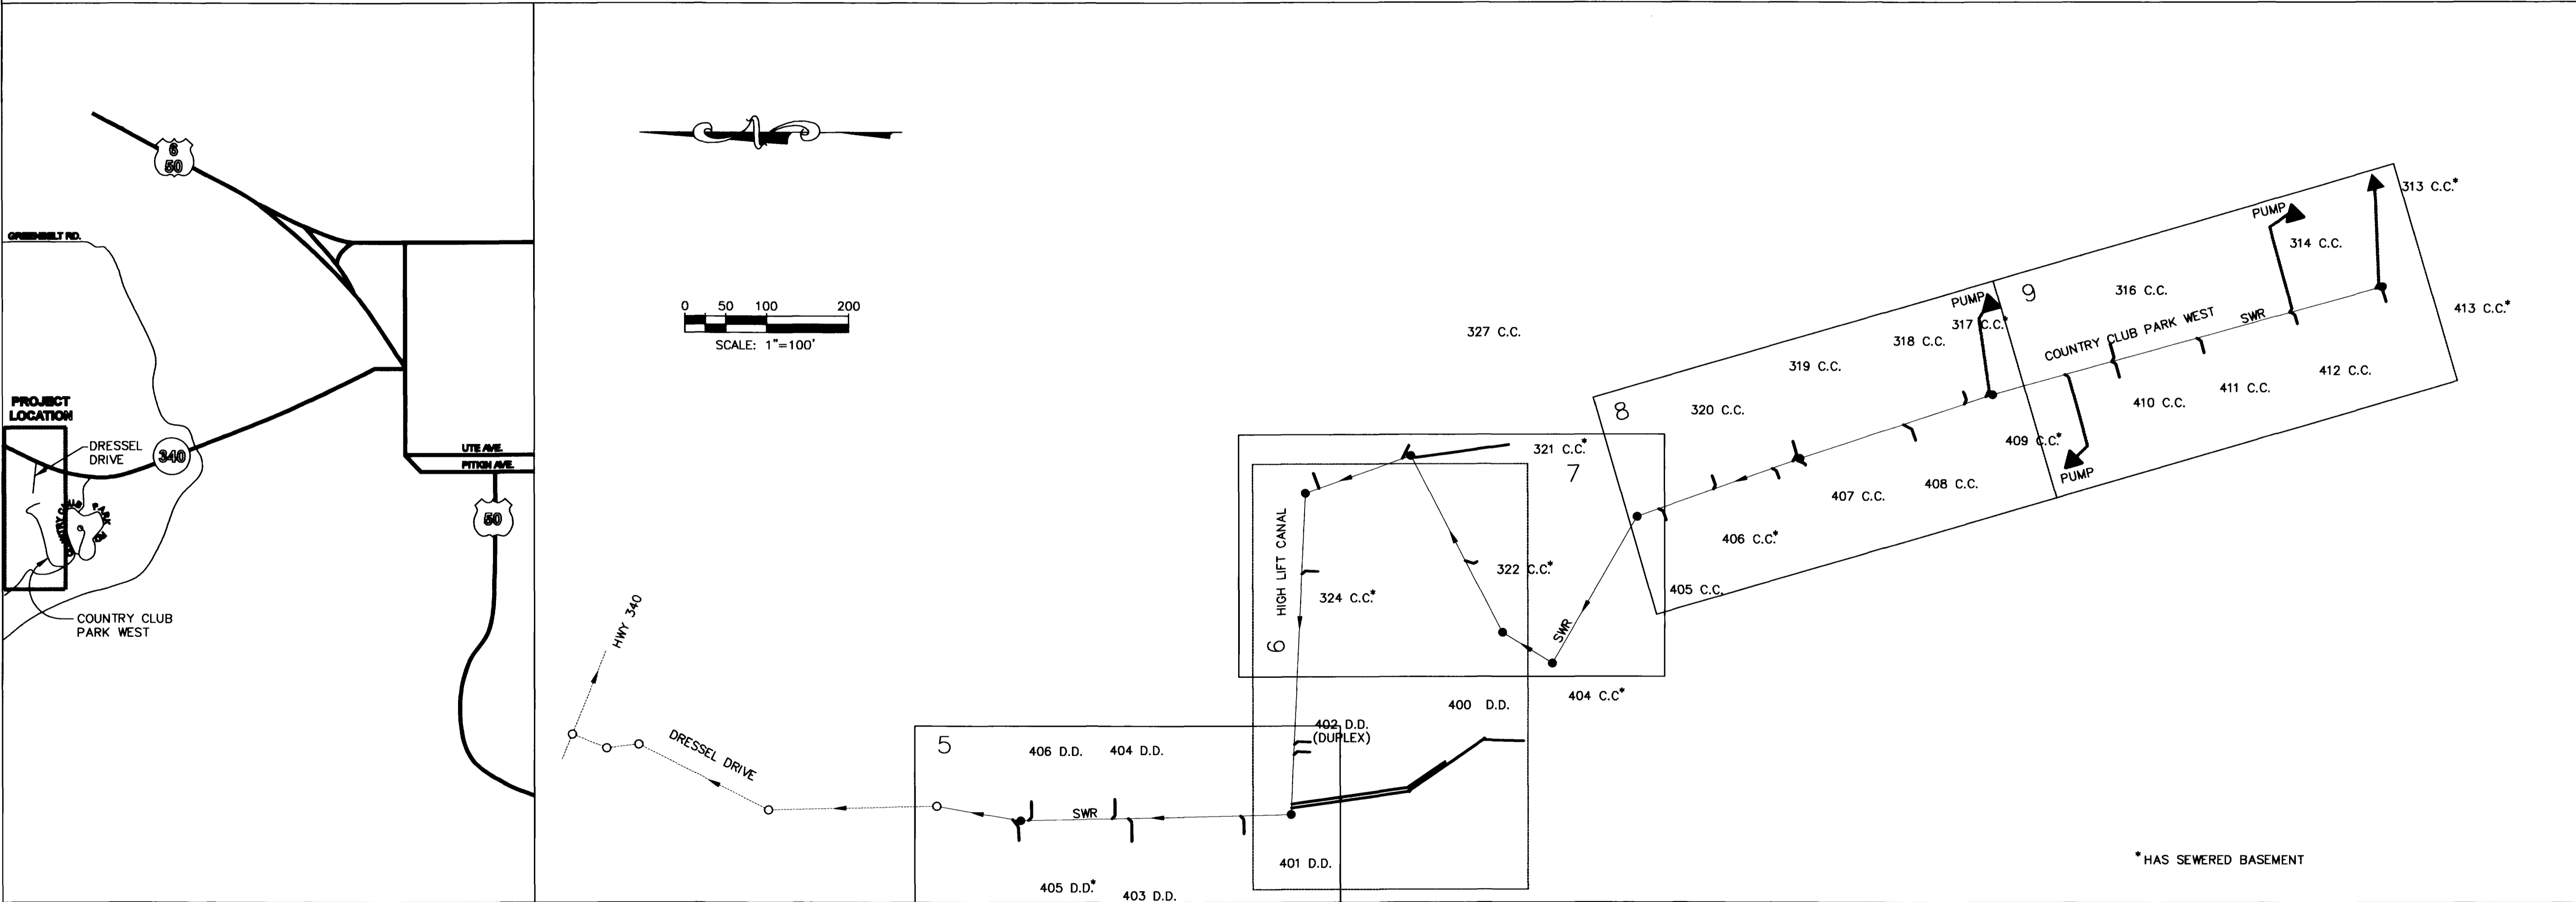 6
50
GREENBELT RD.
PROJECT
LOCATION
DRESSEL
DRIVE
340
UTE AVE.
PITKIN AVE.
50
COUNTRY CLUB
PARK RD
COUNTRY CLUB
PARK WEST
0 50 100 200
SCALE: 1"=100'
HWY 340
DRESSEL DRIVE
5
406 D.D.
404 D.D.
SWR
405 D.D.*
403 D.D.
401 D.D.
402 D.D.
(DUPLEX)
400 D.D.
6
HIGH LIFT CANAL
324 C.C.*
322 C.C.*
321 C.C.*
7
SWR
404 C.C*
327 C.C.
8
320 C.C.
319 C.C.
318 C.C.
317 C.C.*
PUMP
405 C.C.
406 C.C.*
407 C.C.
408 C.C.
409 C.C.*
PUMP
9
316 C.C.
COUNTRY CLUB PARK WEST
SWR
PUMP
314 C.C.
313 C.C.*
410 C.C.
411 C.C.
412 C.C.
413 C.C.*
*HAS SEWERED BASEMENT